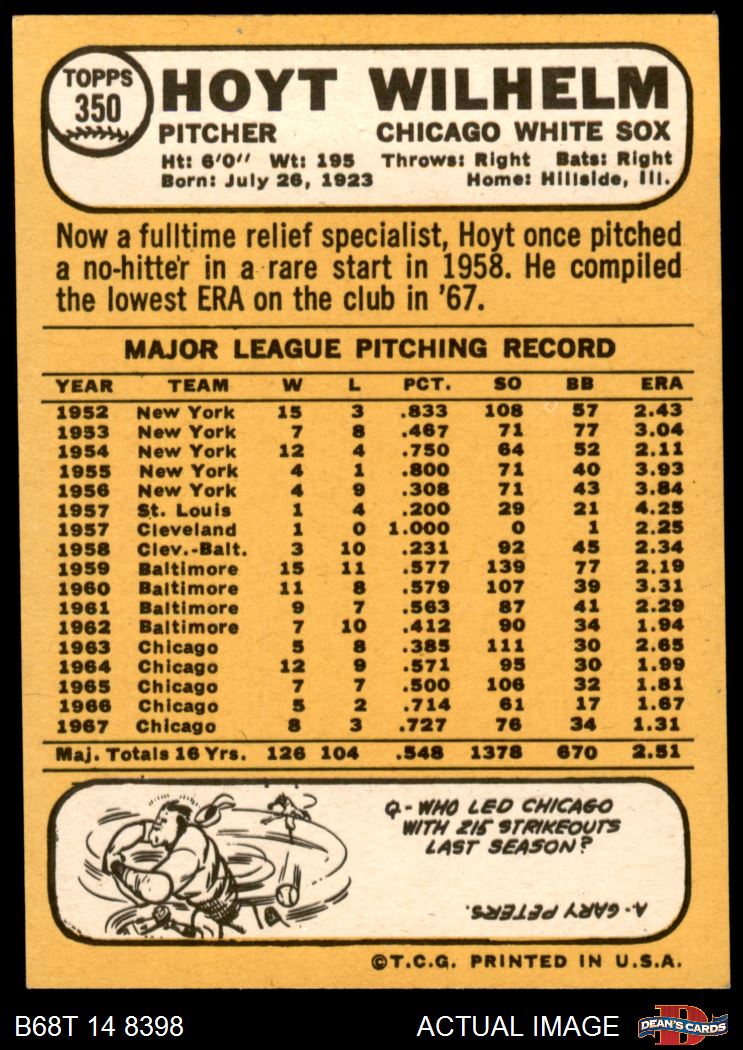 TOPPS
350
HOYT WILHELM
PITCHER CHICAGO WHITE SOX
Ht: 6'0" Wt: 195 Throws: Right Bats: Right
Born: July 26, 1923 Home: Hillside, Ill.
Now a fulltime relief specialist, Hoyt once pitched
a no-hitter in a rare start in 1958. He compiled
the lowest ERA on the club in '67.
MAJOR LEAGUE PITCHING RECORD
YEAR TEAM W L PCT. SO BB ERA
1952 New York 15 3 .833 108 57 2.43
1953 New York 7 8 .467 71 77 3.04
1954 New York 12 4 .750 64 52 2.11
1955 New York 4 1 .800 71 40 3.93
1956 New York 4 9 .308 71 43 3.84
1957 St. Louis 1 4 .200 29 21 4.25
1957 Cleveland 1 0 1.000 0 1 2.25
1958 Clev.-Balt. 3 10 .231 92 45 2.34
1959 Baltimore 15 11 .577 139 77 2.19
1960 Baltimore 11 8 .579 107 39 3.31
1961 Baltimore 9 7 .563 87 41 2.29
1962 Baltimore 7 10 .412 90 34 1.94
1963 Chicago 5 8 .385 111 30 2.65
1964 Chicago 12 9 .571 95 30 1.99
1965 Chicago 7 7 .500 106 32 1.81
1966 Chicago 5 2 .714 61 17 1.67
1967 Chicago 8 3 .727 76 34 1.31
Maj. Totals 16 Yrs. 126 104 .548 1378 670 2.51
Q- WHO LED CHICAGO
WITH 215 STRIKEOUTS
LAST SEASON?
A- GARY PETERS.
©T.C.G. PRINTED IN U.S.A.
B68T 14 8398 ACTUAL IMAGE
D
DEAN'S CARDS